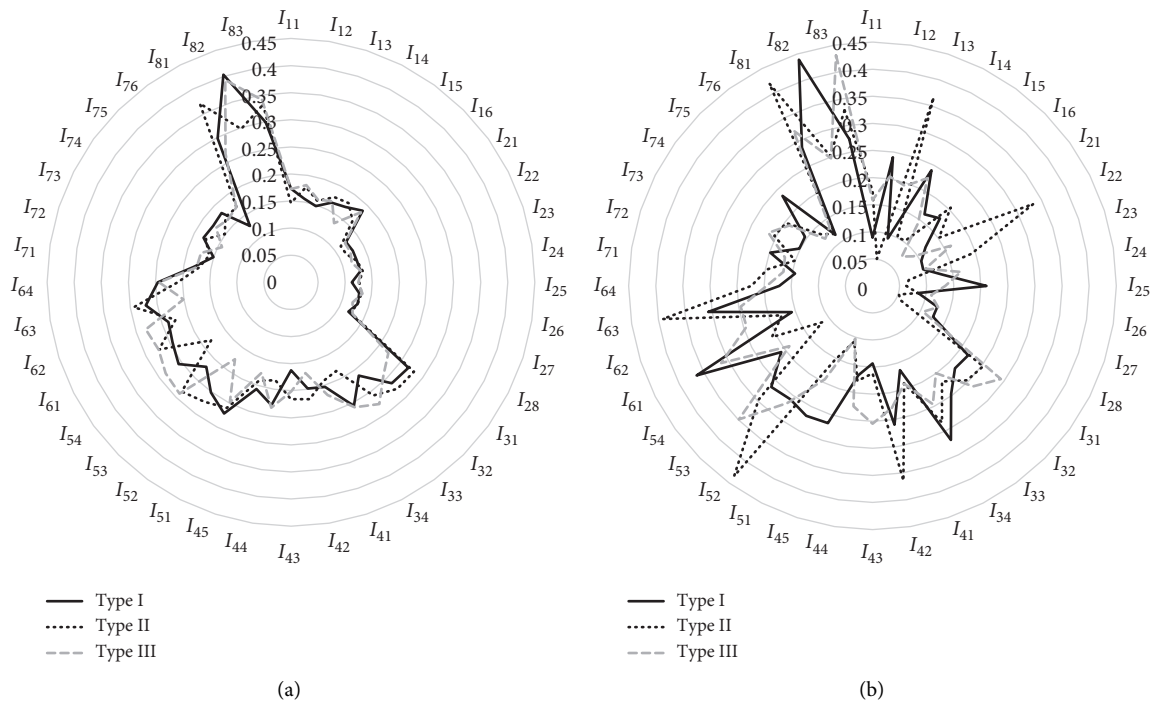 I11
I12
I13
I14
I15
I16
I21
I22
I23
I24
I25
I26
I27
I28
I31
I32
I33
I34
I41
I42
I43
I44
I45
I51
I52
I53
I54
I61
I62
I63
I64
I71
I72
I73
I74
I75
I76
I81
I82
I83
0.45
0.4
0.35
0.3
0.25
0.2
0.15
0.1
0.05
0
Type I
Type II
Type III
(a)
I11
I12
I13
I14
I15
I16
I21
I22
I23
I24
I25
I26
I27
I28
I31
I32
I33
I34
I41
I42
I43
I44
I45
I51
I52
I53
I54
I61
I62
I63
I64
I71
I72
I73
I74
I75
I76
I81
I82
I83
0.45
0.4
0.35
0.3
0.25
0.2
0.15
0.1
0.05
0
Type I
Type II
Type III
(b)